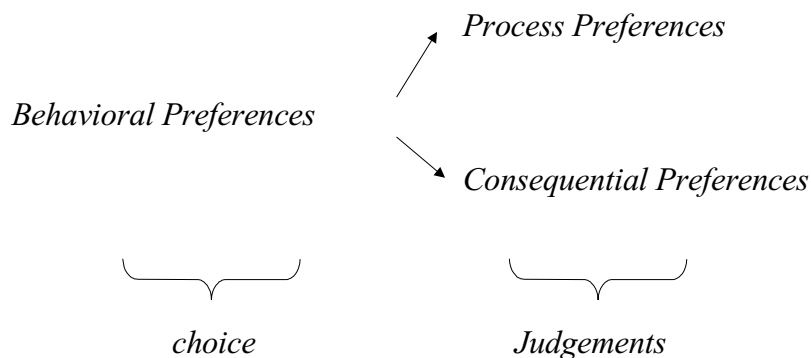 Process Preferences
Behavioral Preferences
Consequential Preferences
choice
Judgements